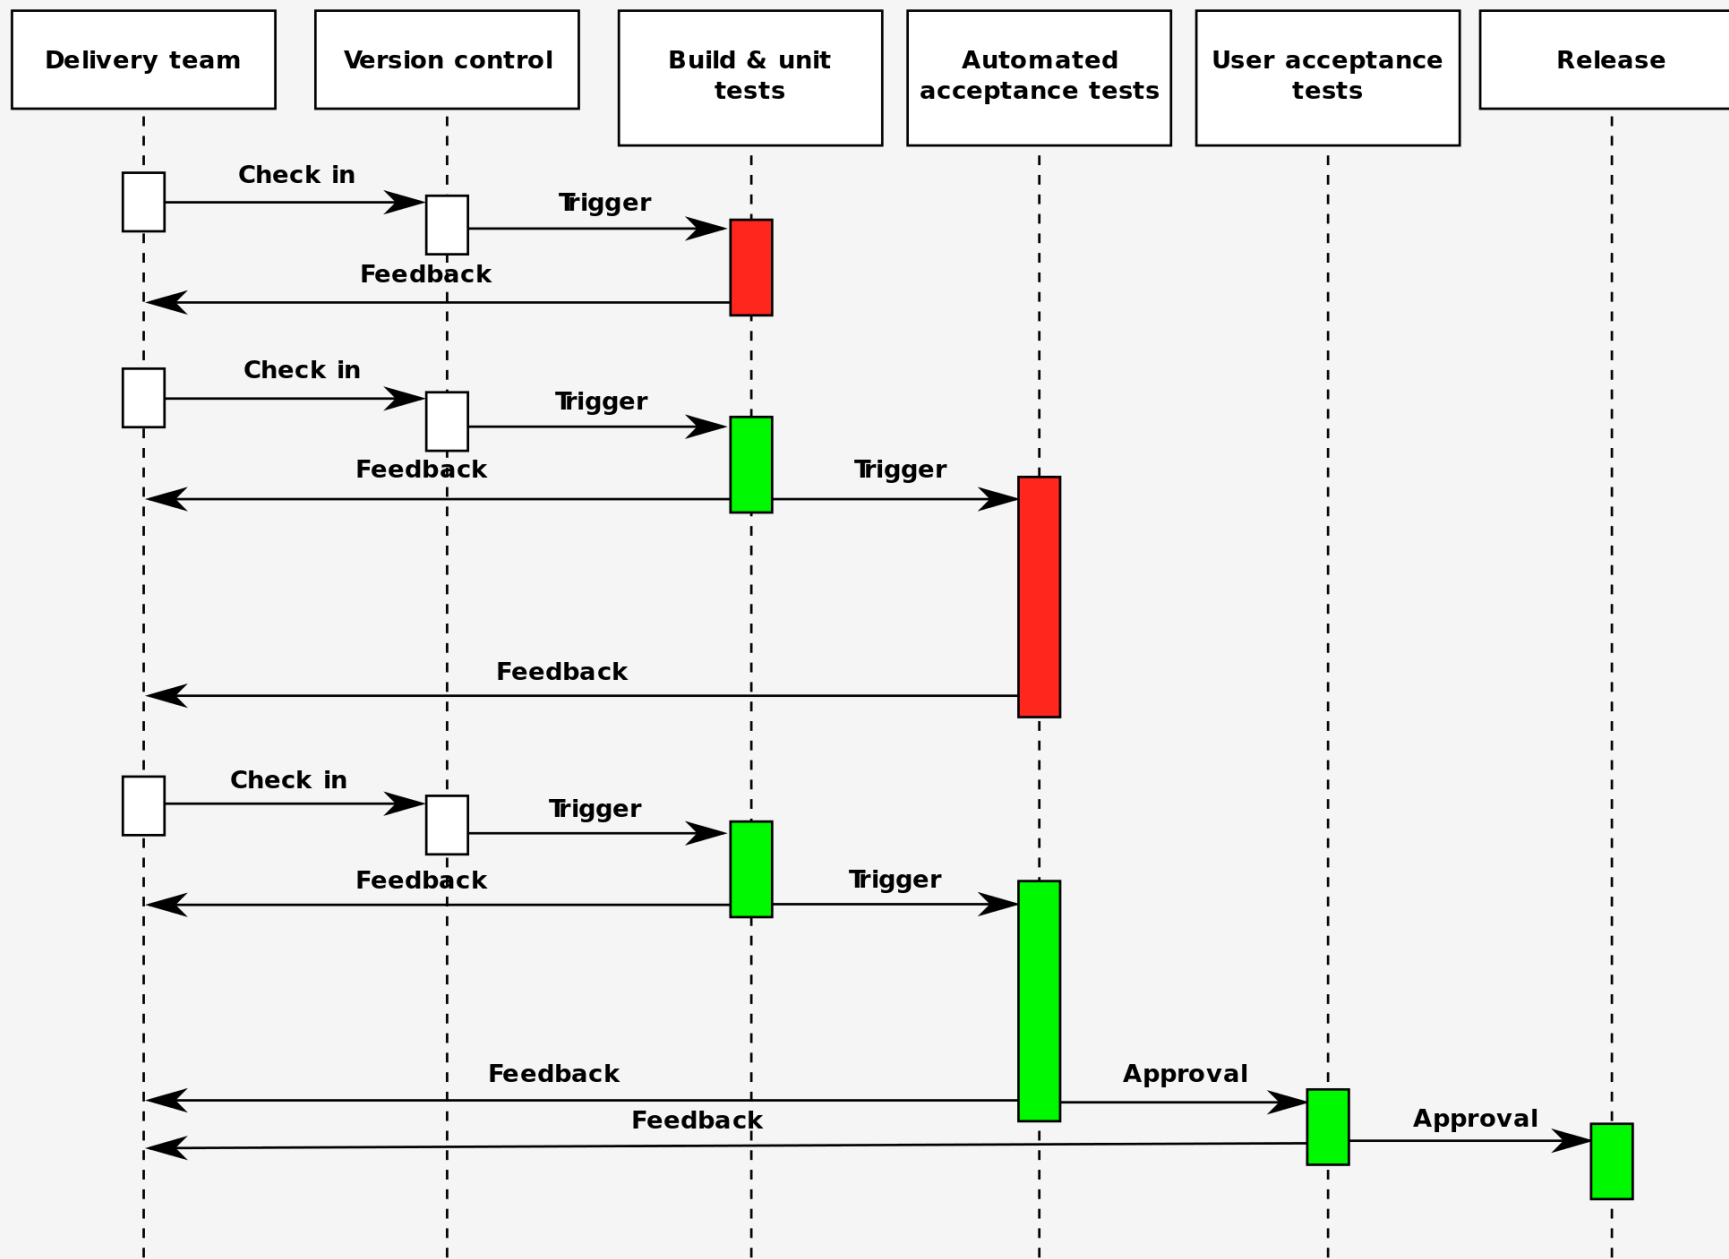 Delivery team
Version control
Build & unit
tests
Automated
acceptance tests
User acceptance
tests
Release
Check in
Trigger
Feedback
Check in
Trigger
Feedback
Trigger
Feedback
Check in
Trigger
Feedback
Trigger
Feedback
Approval
Feedback
Approval